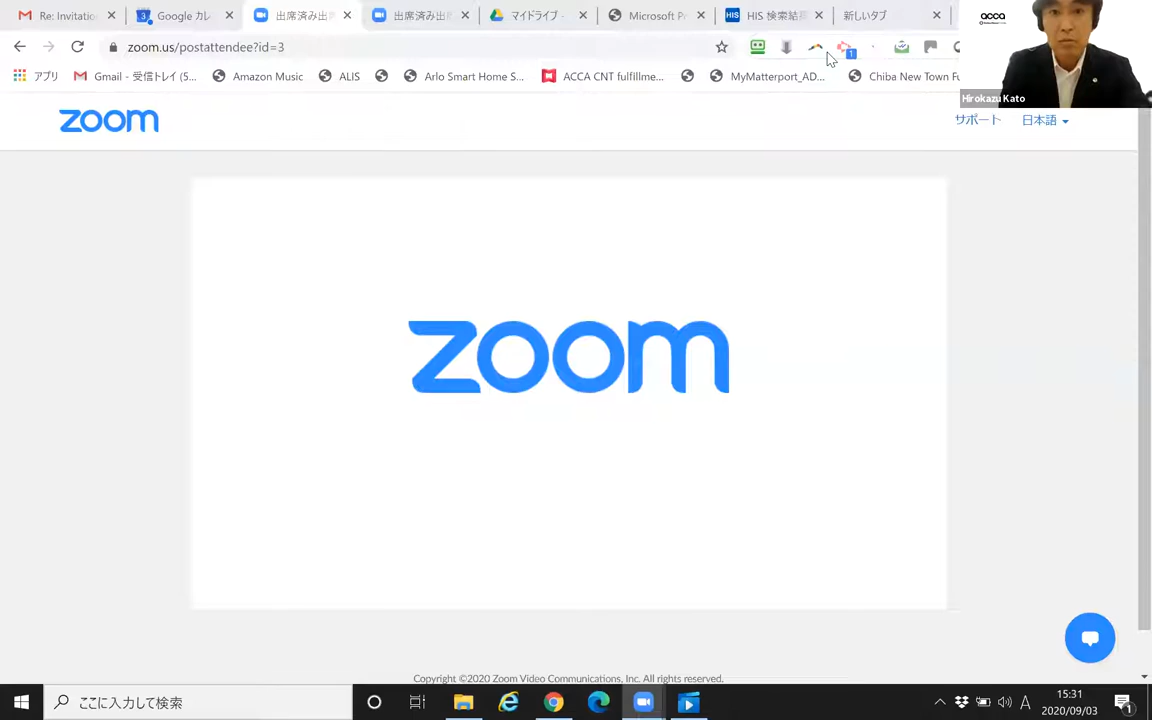 Re: Invitatio
Google カレ
出席済み出
出席済み出
マイドライブ -
Microsoft P
HIS 検索結
新しいタブ
acca
zoom.us/postattendee?id=3
1
アプリ
Gmail - 受信トレイ (5...
Amazon Music
ALIS
Arlo Smart Home S...
ACCA CNT fulfillme...
MyMatterport_AD...
Chiba New Town Fu
Hirokazu Kato
zoom
サポート
日本語
zoom
Copyright ©2020 Zoom Video Communications, Inc. All rights reserved.
ここに入力して検索
A
15:31
2020/09/03
1